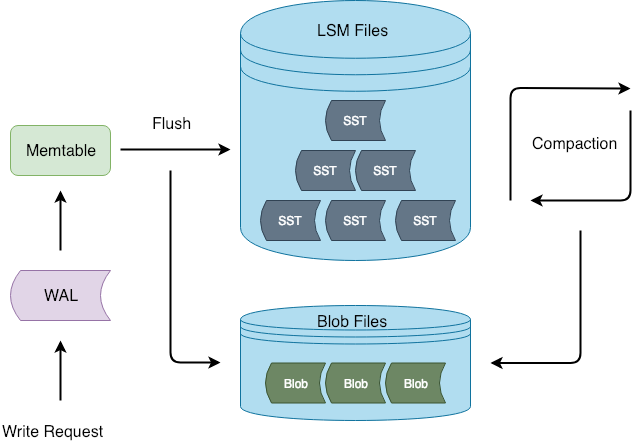 LSM Files
SST
Flush
Compaction
Memtable
SST SST
SST SST SST
WAL
Blob Files
Blob Blob Blob
Write Request